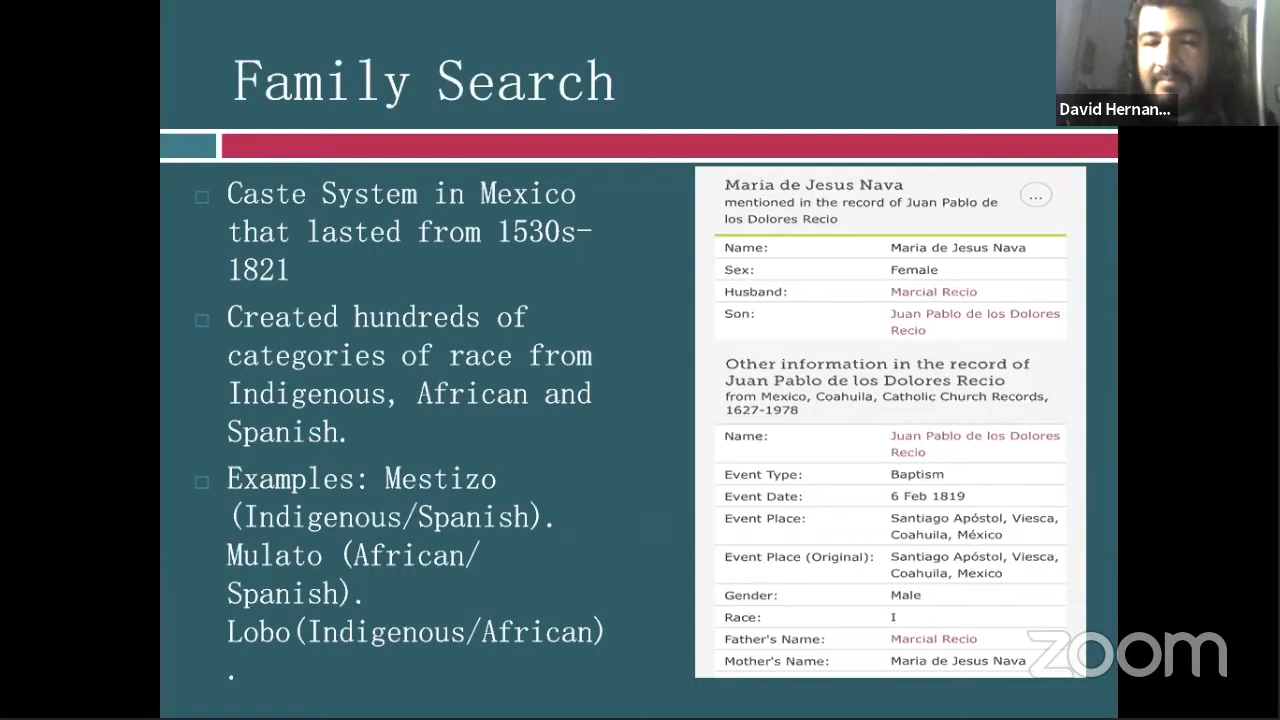 Family Search
David Hernan...
Caste System in Mexico
that lasted from 1530s-
1821
Created hundreds of
categories of race from
Indigenous, African and
Spanish.
Examples: Mestizo
(Indigenous/Spanish).
Mulato (African/
Spanish).
Lobo(Indigenous/African)
.
Maria de Jesus Nava
...
mentioned in the record of Juan Pablo de
los Dolores Recio
Name: Maria de Jesus Nava
Sex: Female
Husband: Marcial Recio
Son: Juan Pablo de los Dolores
Recio
Other information in the record of
Juan Pablo de los Dolores Recio
from Mexico, Coahuila, Catholic Church Records,
1627-1978
Name: Juan Pablo de los Dolores
Recio
Event Type: Baptism
Event Date: 6 Feb 1819
Event Place: Santiago Apóstol, Viesca,
Coahuila, México
Event Place (Original): Santiago Apóstol, Viesca,
Coahuila, Mexico
Gender: Male
Race: I
Father's Name: Marcial Recio
Mother's Name: Maria de Jesus Nava
zoom